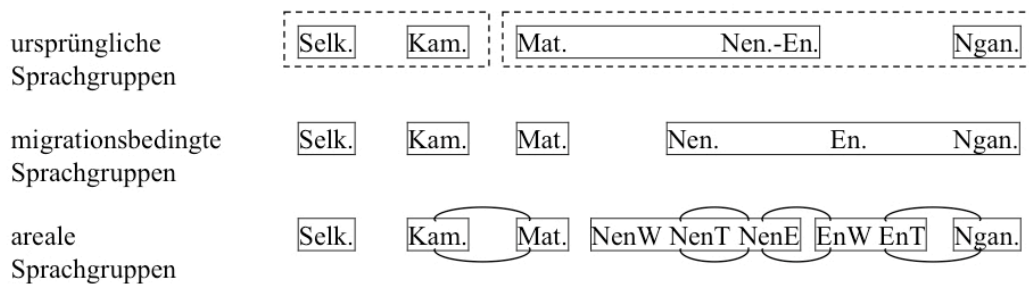 ursprüngliche Selk. Kam. Mat. Nen.-En. Ngan.
Sprachgruppen
migrationsbedingte Selk. Kam. Mat. Nen. En. Ngan.
Sprachgruppen
areale Selk. Kam. Mat. NenW NenT NenE EnW EnT Ngan.
Sprachgruppen